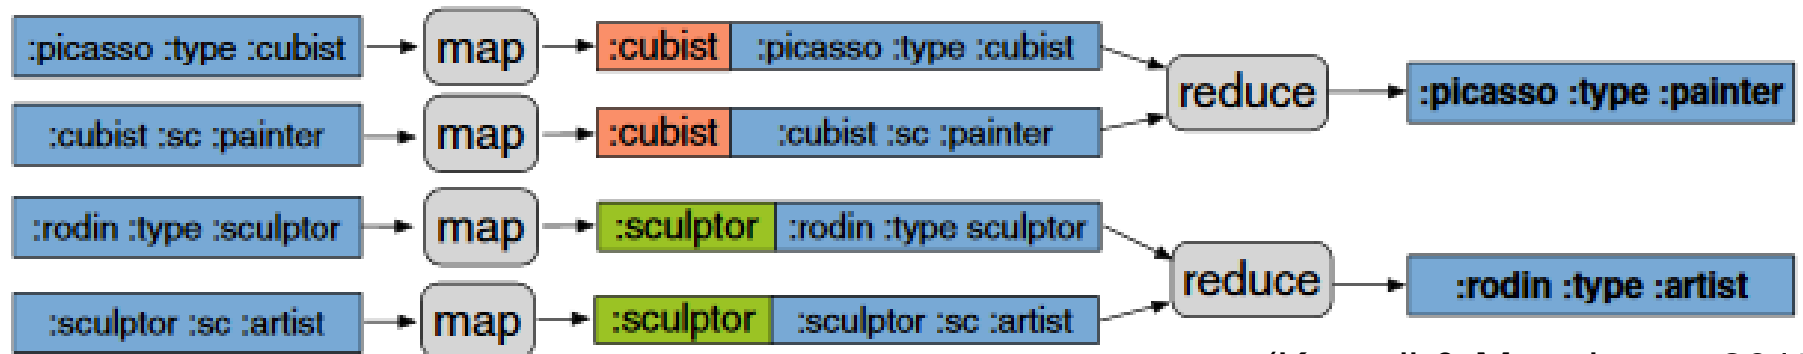 :picasso :type :cubist
map
:cubist
:picasso :type :cubist
reduce
:picasso :type :painter
:cubist :sc :painter
map
:cubist
:cubist :sc :painter
:rodin :type :sculptor
map
:sculptor
:rodin :type sculptor
reduce
:rodin :type :artist
:sculptor :sc :artist
map
:sculptor
:sculptor :sc :artist